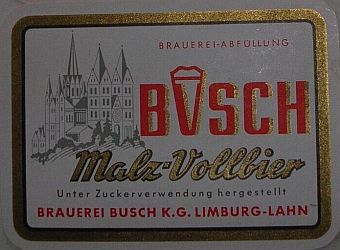 BRAUEREI-ABFÜLLUNG
BUSCH
Malz-Vollbier
Unter Zuckerverwendung hergestellt
BRAUEREI BUSCH K.G. LIMBURG-LAHN